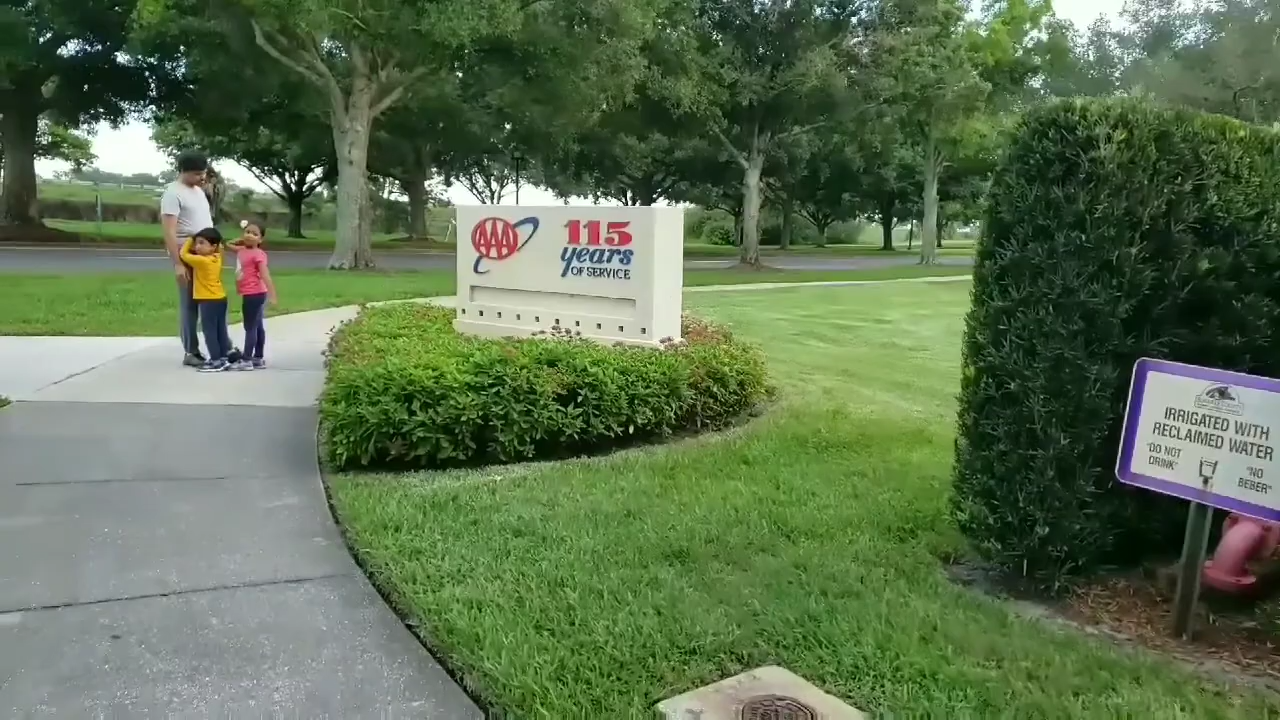 AAA
115
years
OF SERVICE
IRRIGATED WITH
RECLAIMED WATER
"DO NOT
DRINK"
"NO
BEBER"